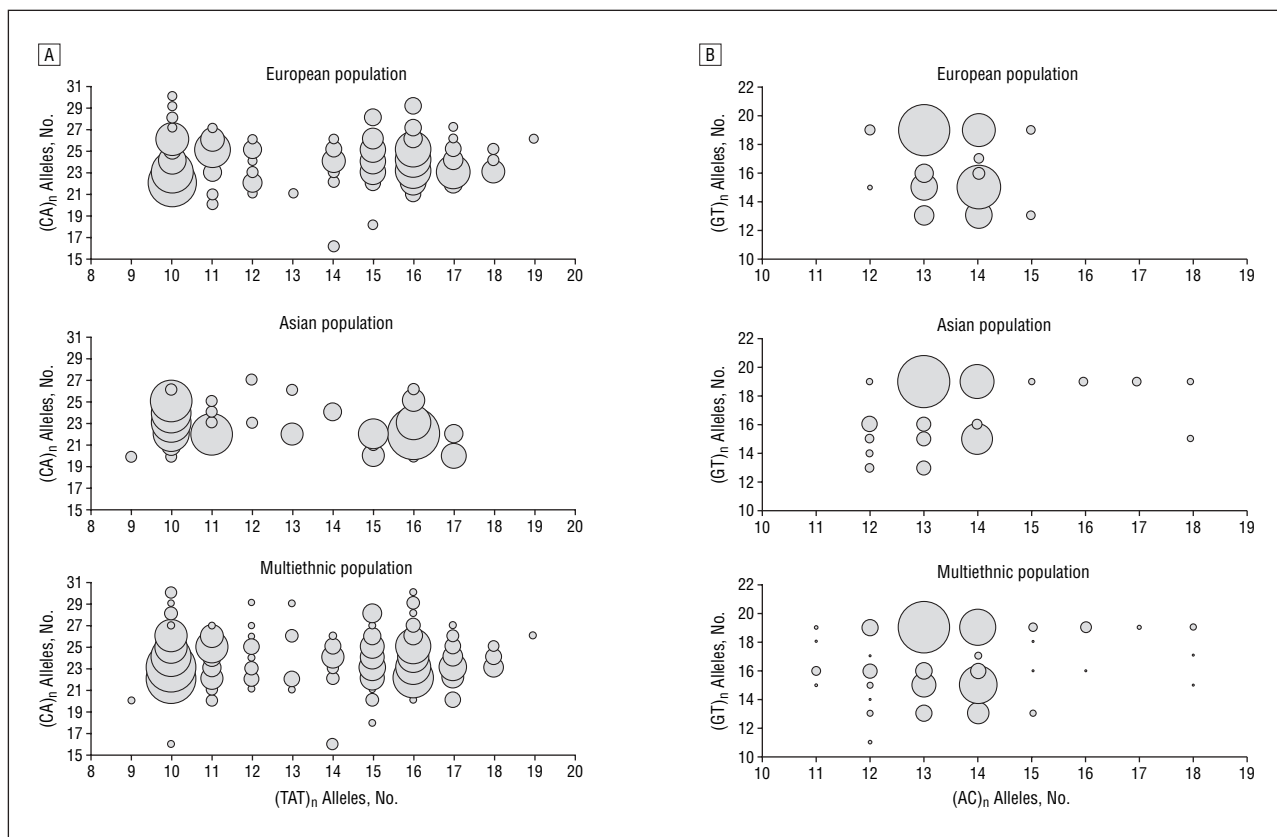 A
European population
(CA)n Alleles, No.
31
29
27
25
23
21
19
17
15
8 9 10 11 12 13 14 15 16 17 18 19 20
Asian population
(CA)n Alleles, No.
31
29
27
25
23
21
19
17
15
8 9 10 11 12 13 14 15 16 17 18 19 20
Multiethnic population
(CA)n Alleles, No.
31
29
27
25
23
21
19
17
15
8 9 10 11 12 13 14 15 16 17 18 19 20
(TAT)n Alleles, No.
B
European population
(GT)n Alleles, No.
22
20
18
16
14
12
10
10 11 12 13 14 15 16 17 18 19
Asian population
(GT)n Alleles, No.
22
20
18
16
14
12
10
10 11 12 13 14 15 16 17 18 19
Multiethnic population
(GT)n Alleles, No.
22
20
18
16
14
12
10
10 11 12 13 14 15 16 17 18 19
(AC)n Alleles, No.